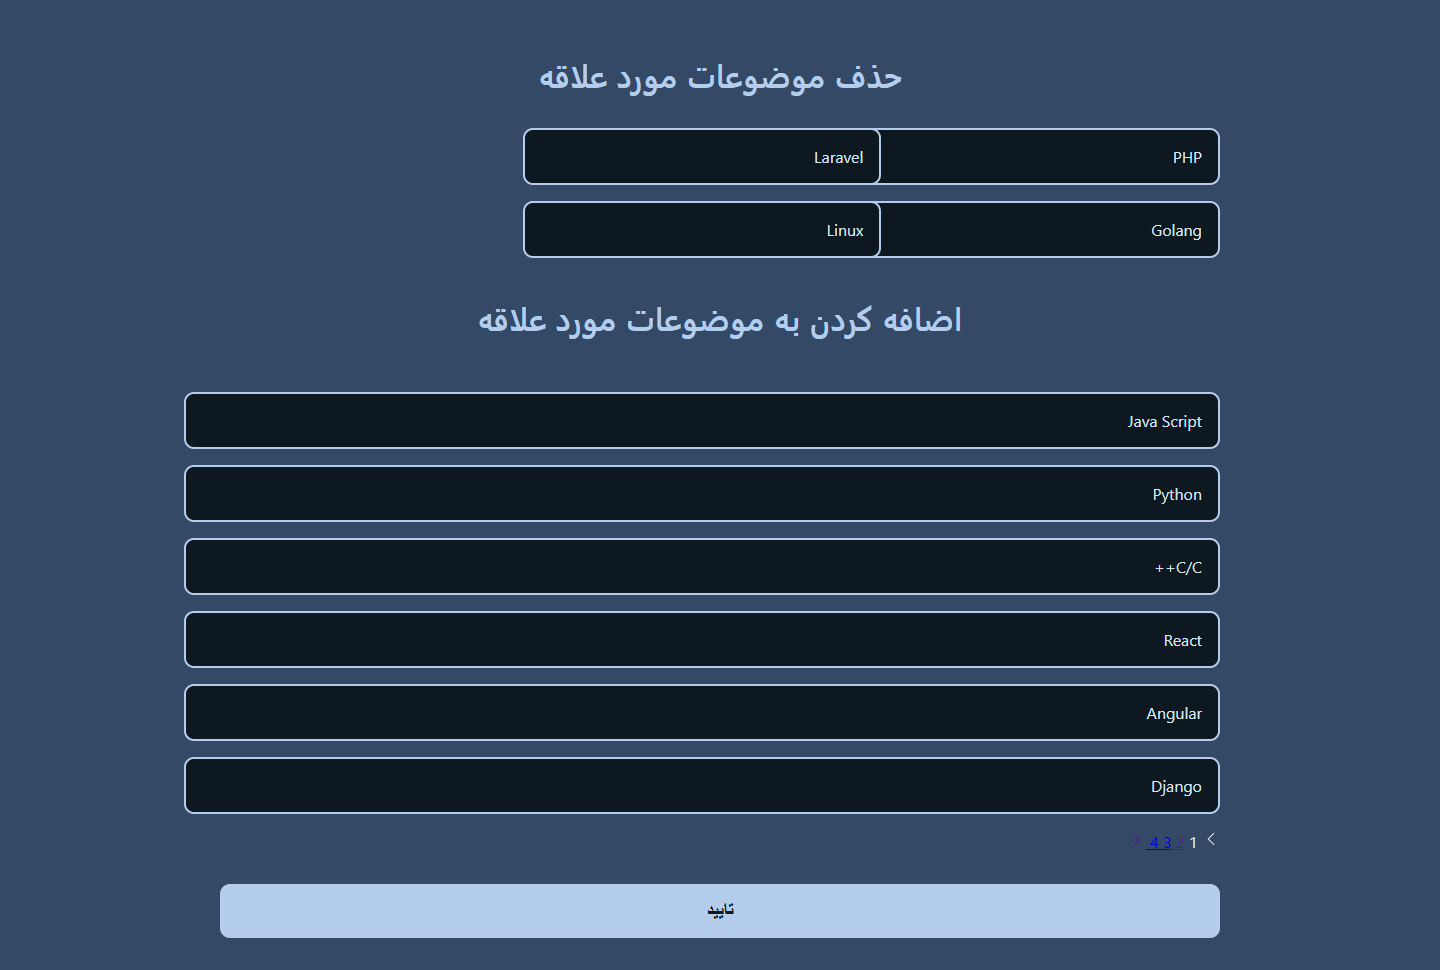 حذف موضوعات مورد علاقه
PHP
Laravel
Golang
Linux
اضافه کردن به موضوعات مورد علاقه
Java Script
Python
++C/C
React
Angular
Django
1 2 3 4
تایید